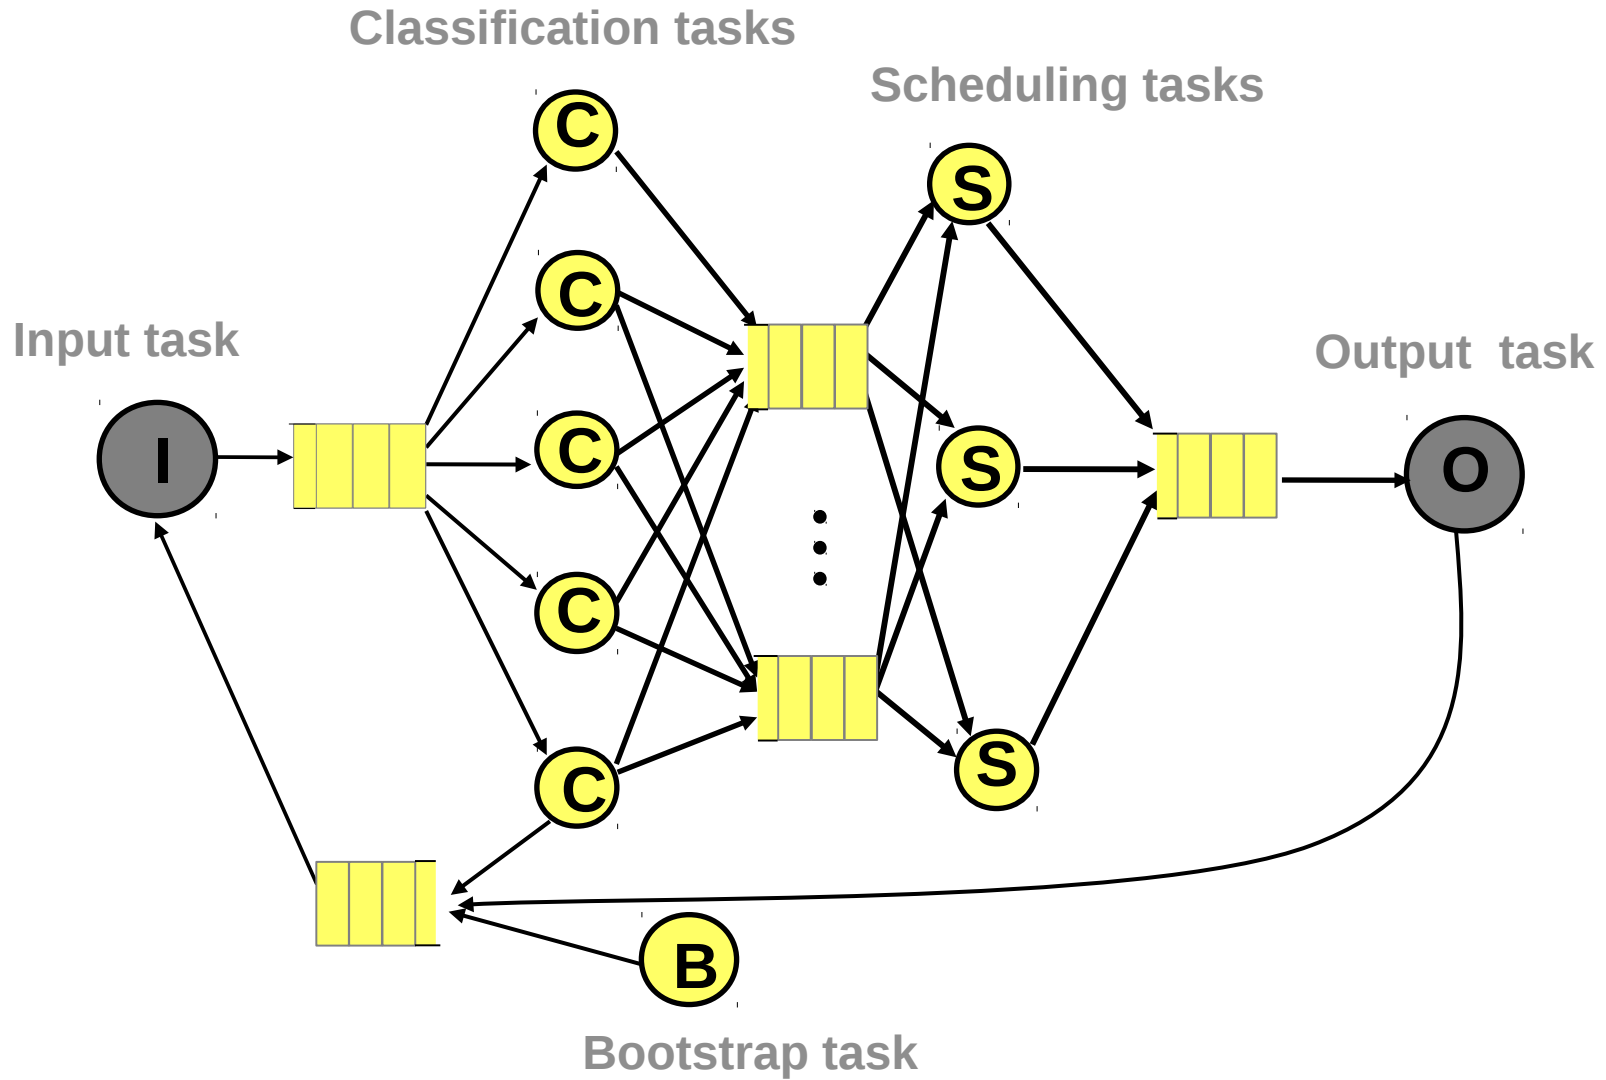 Classification tasks
Scheduling tasks
C
S
C
Input task
Output  task
I
C
S
O
C
S
C
B
Bootstrap task